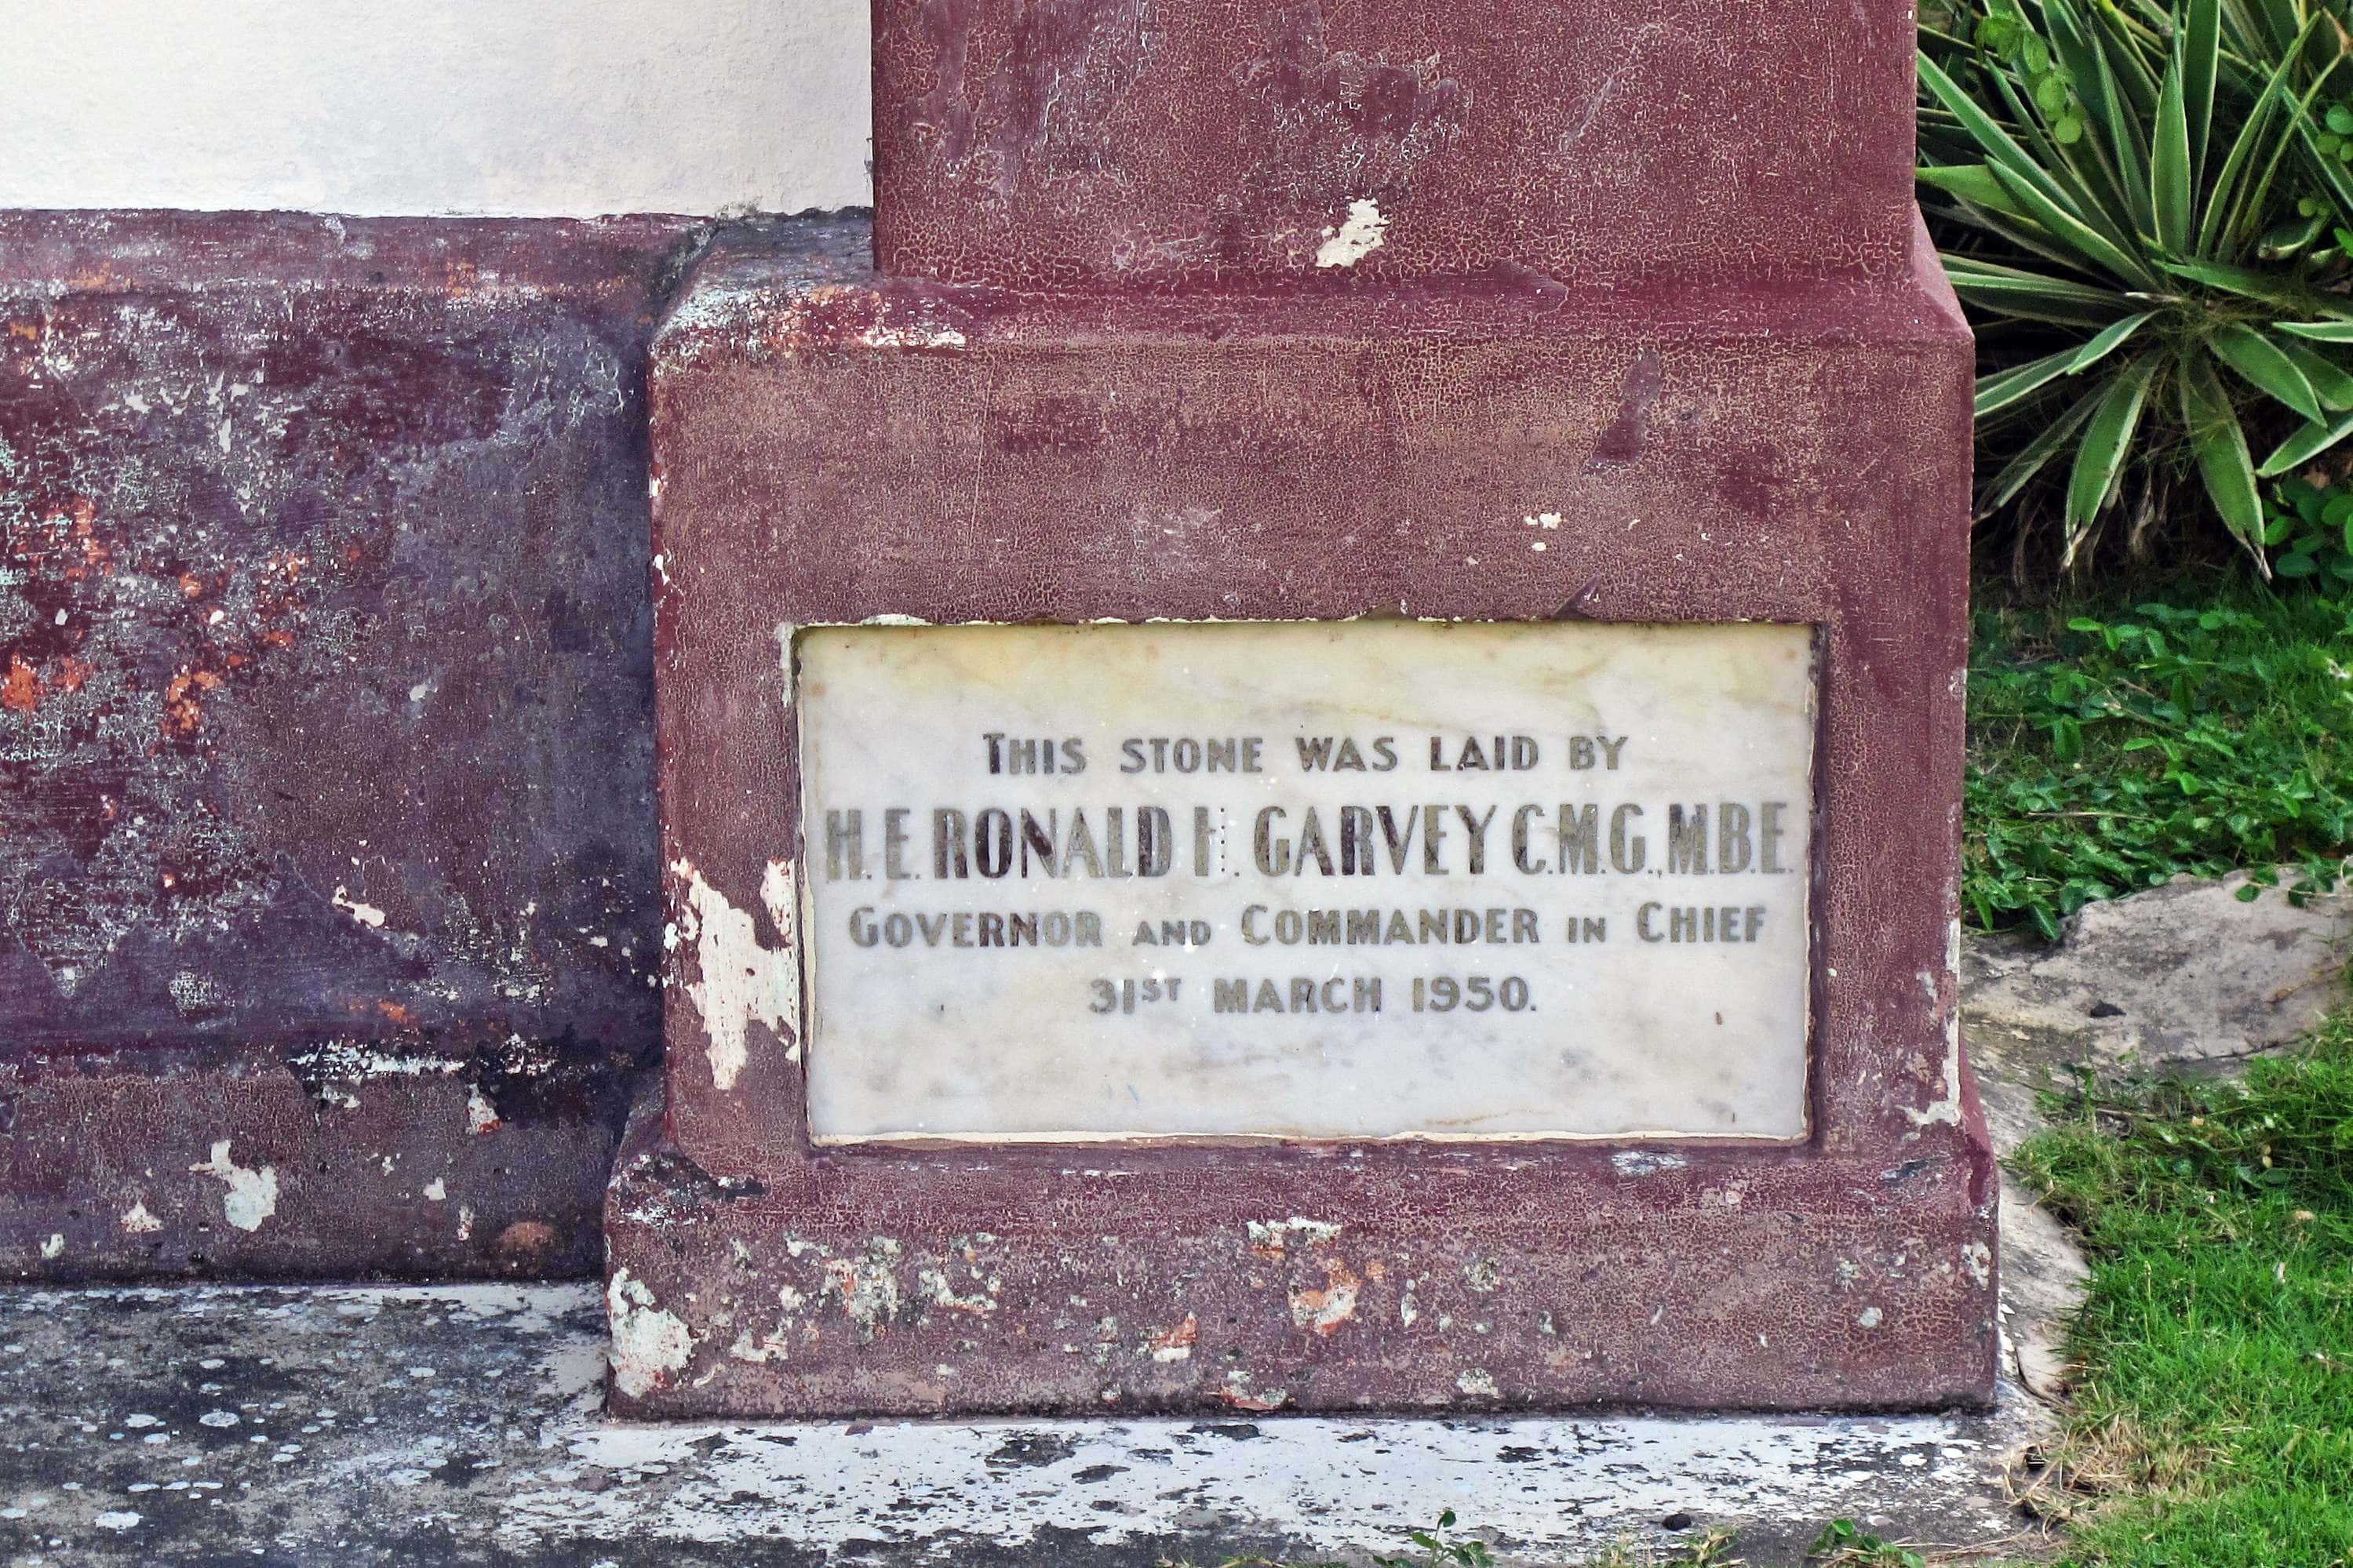 THIS STONE WAS LAID BY
H.E. RONALD H. GARVEY C.M.G., M.B.E.
GOVERNOR AND COMMANDER IN CHIEF
31ST MARCH 1950.